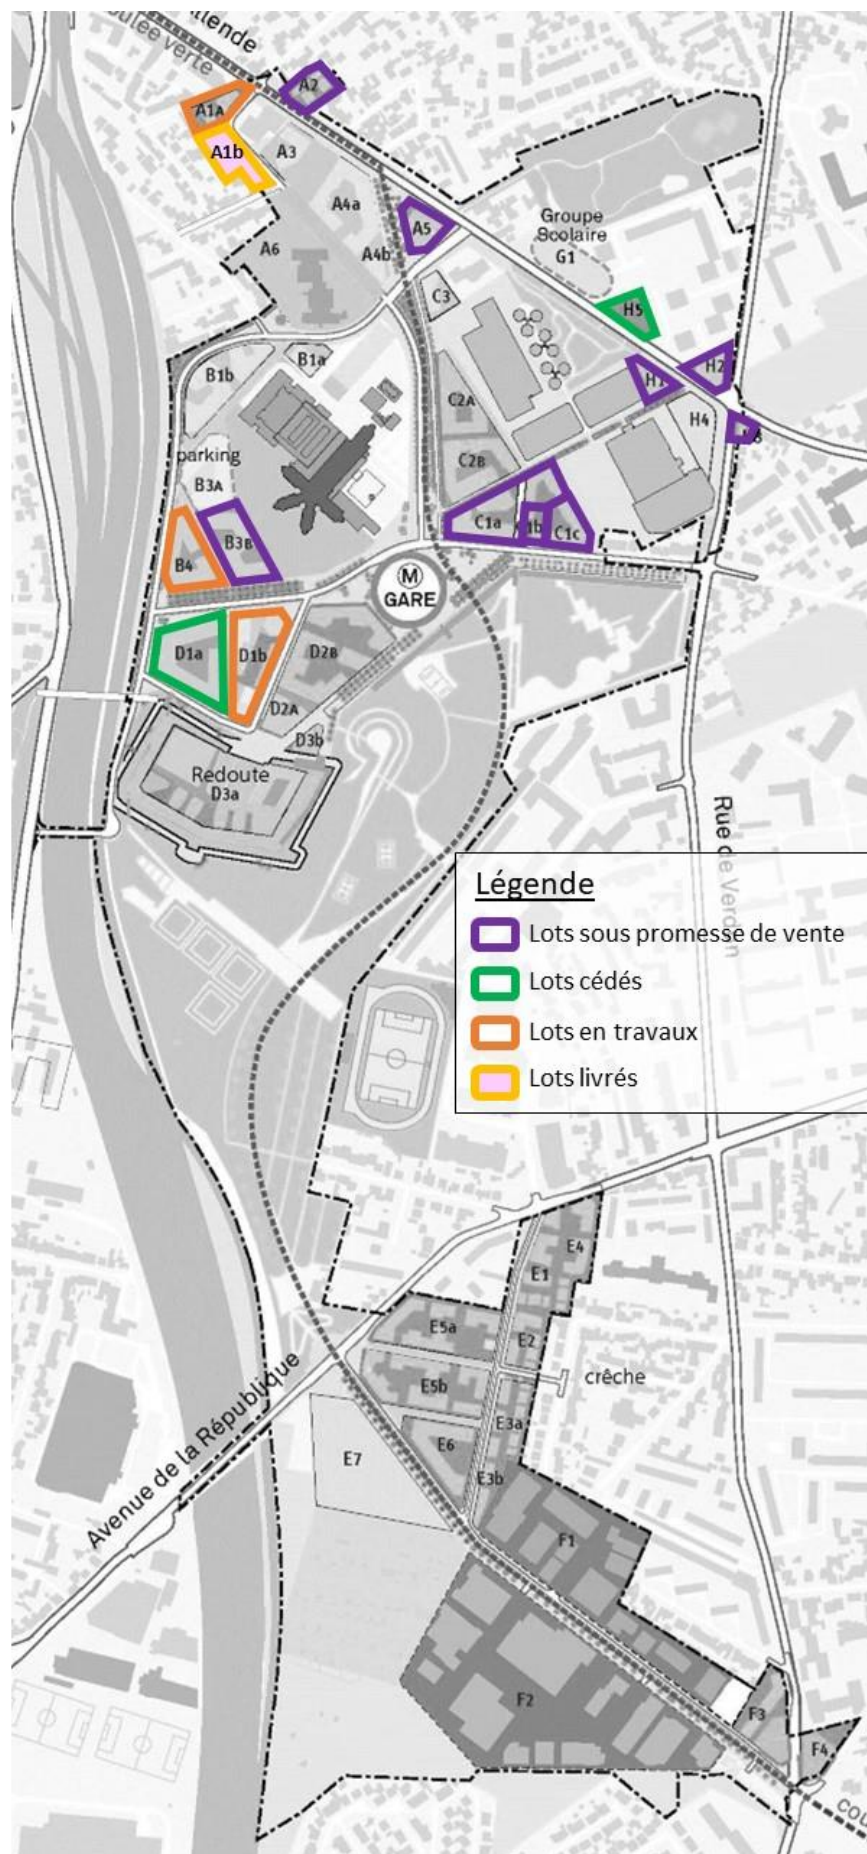 ttende
oulée verte
A2
A1A
A1b
A3
A4a
A5
A6
A4b
Groupe
Scolaire
G1
C3
H5
B1a
B1b
H1
H2
C2A
H4
C2B
parking
B3A
C1a
C1b
C1c
B3B
B4
M
GARE
D1a
D1b
D2B
D2A
D3b
Redoute
D3a
Rue de Verdun
Légende
Lots sous promesse de vente
Lots cédés
Lots en travaux
Lots livrés
E4
E1
E5a
E2
crêche
E5b
E3a
E6
E7
E3b
Avenue de la République
F1
F2
F3
F4
cou